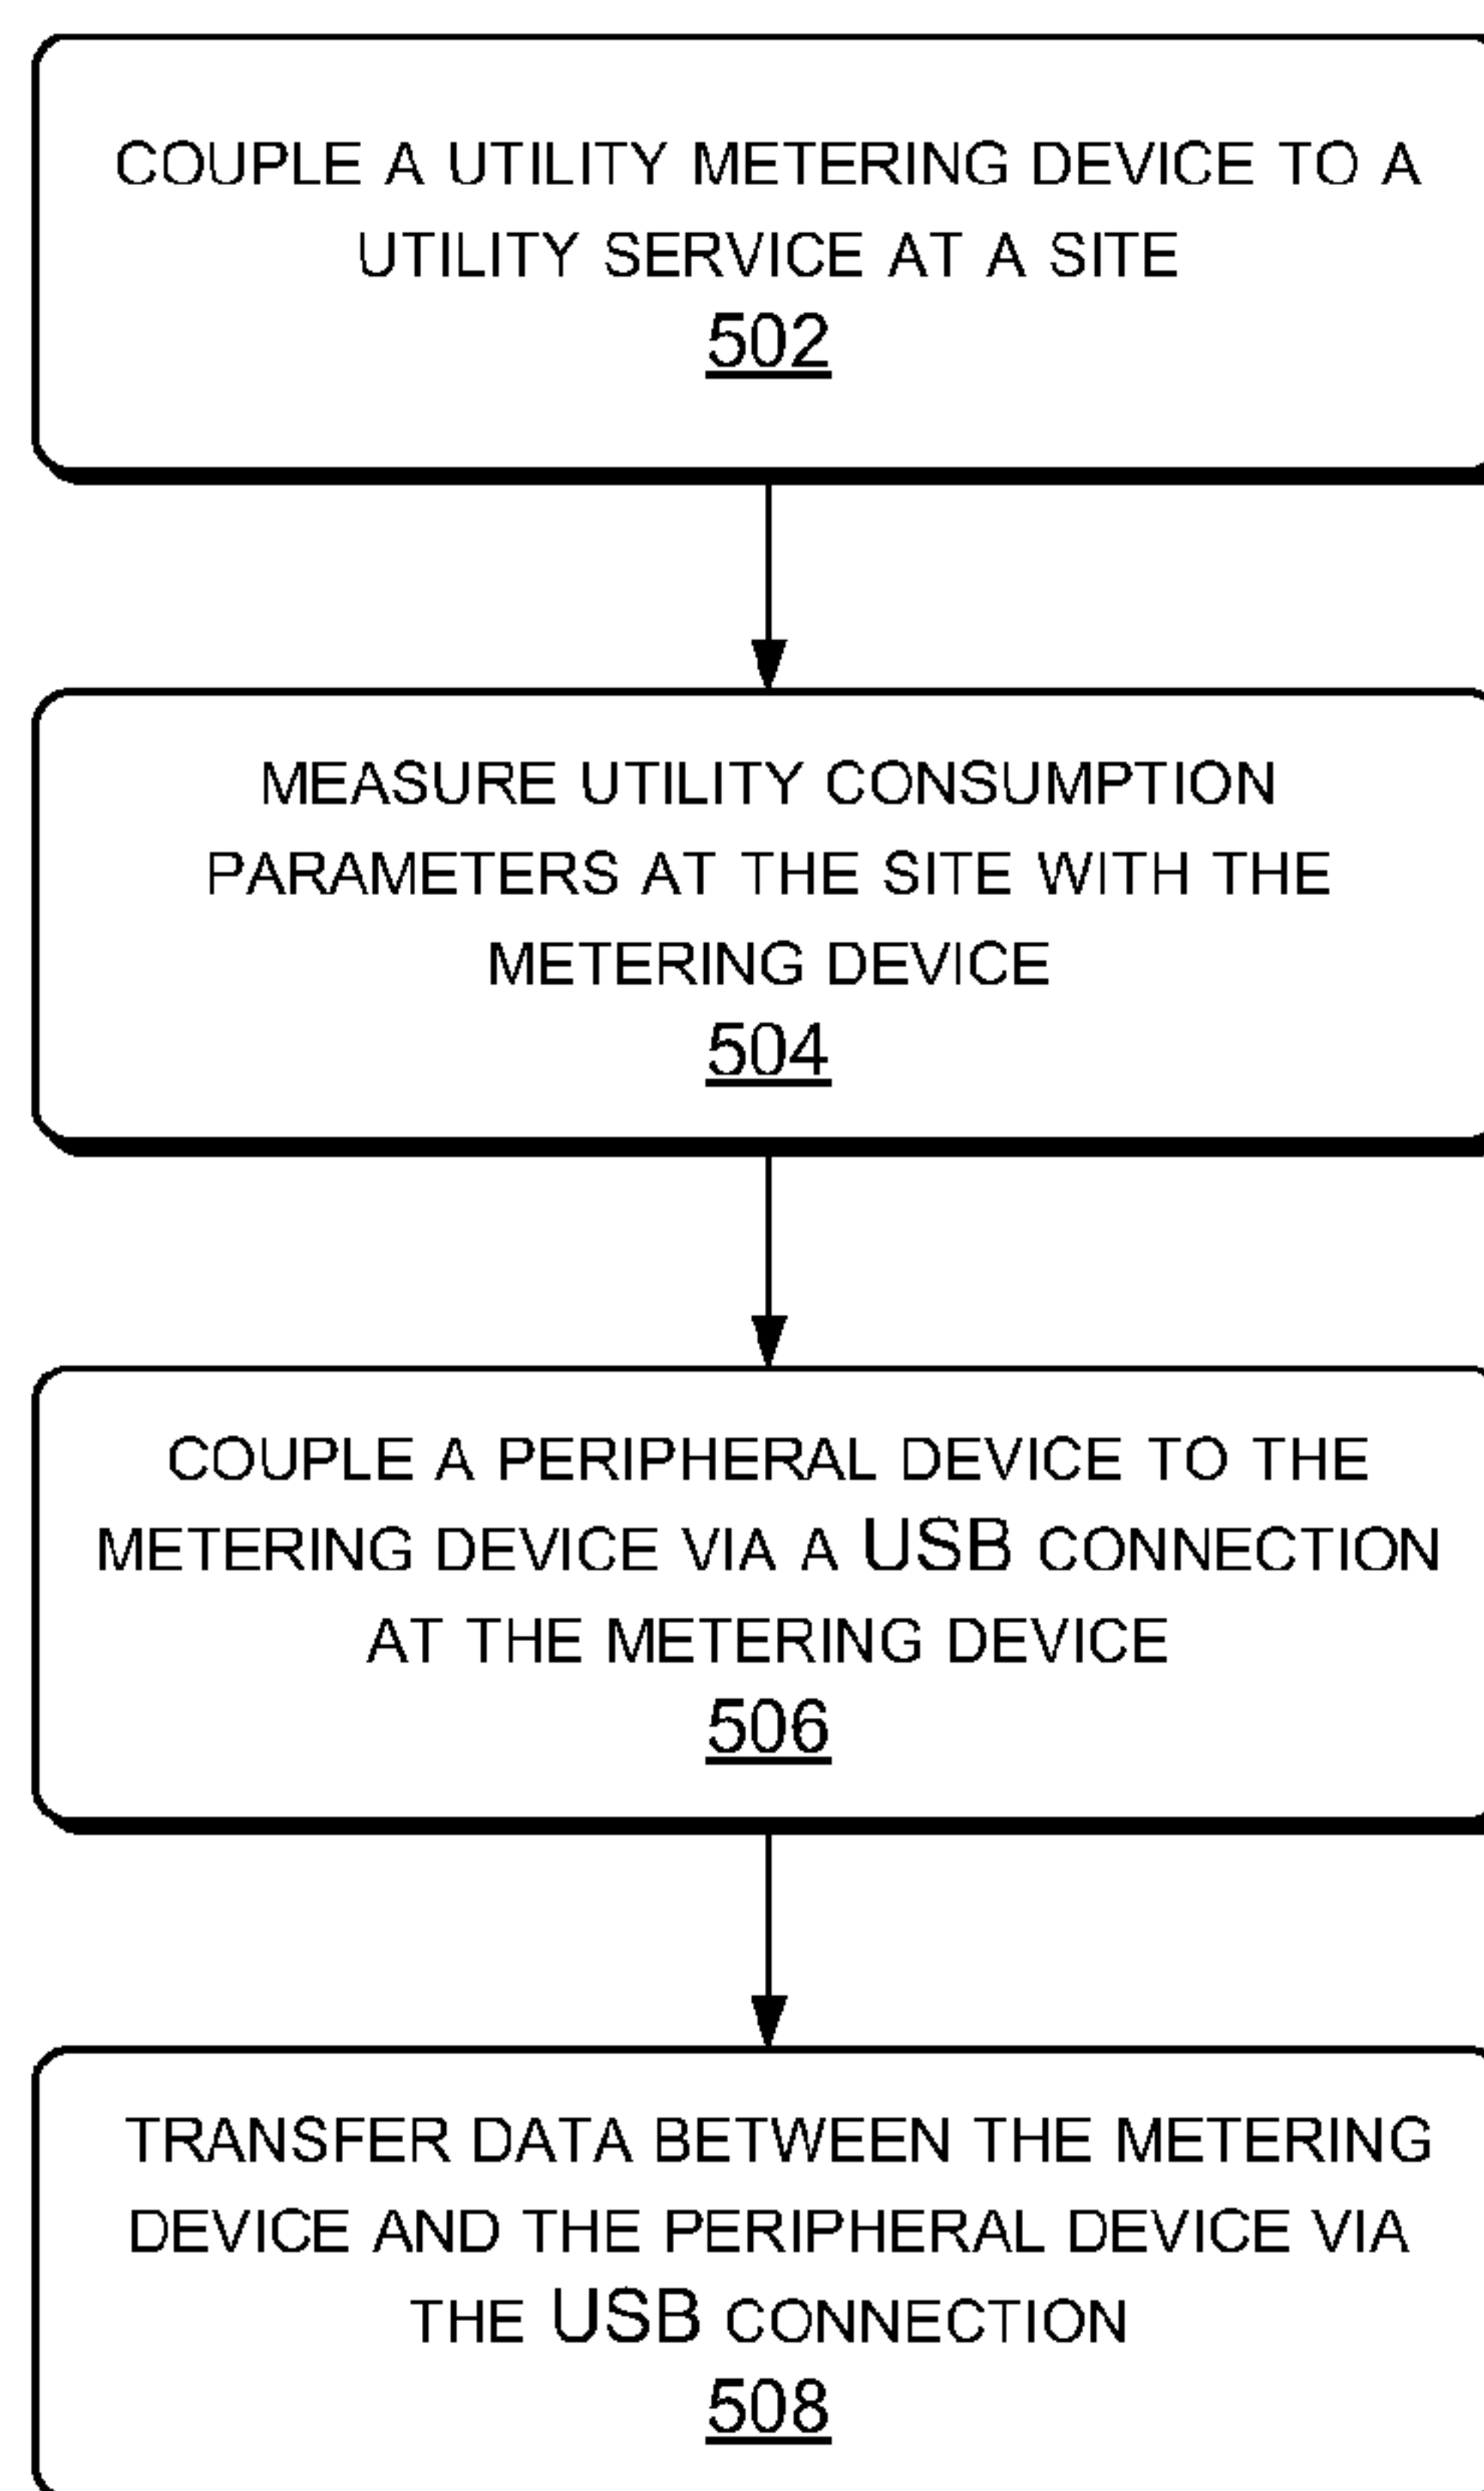 COUPLE A UTILITY METERING DEVICE TO A
UTILITY SERVICE AT A SITE
502
MEASURE UTILITY CONSUMPTION
PARAMETERS AT THE SITE WITH THE
METERING DEVICE
504
COUPLE A PERIPHERAL DEVICE TO THE
METERING DEVICE VIA A USB CONNECTION
AT THE METERING DEVICE
506
TRANSFER DATA BETWEEN THE METERING
DEVICE AND THE PERIPHERAL DEVICE VIA
THE USB CONNECTION
508